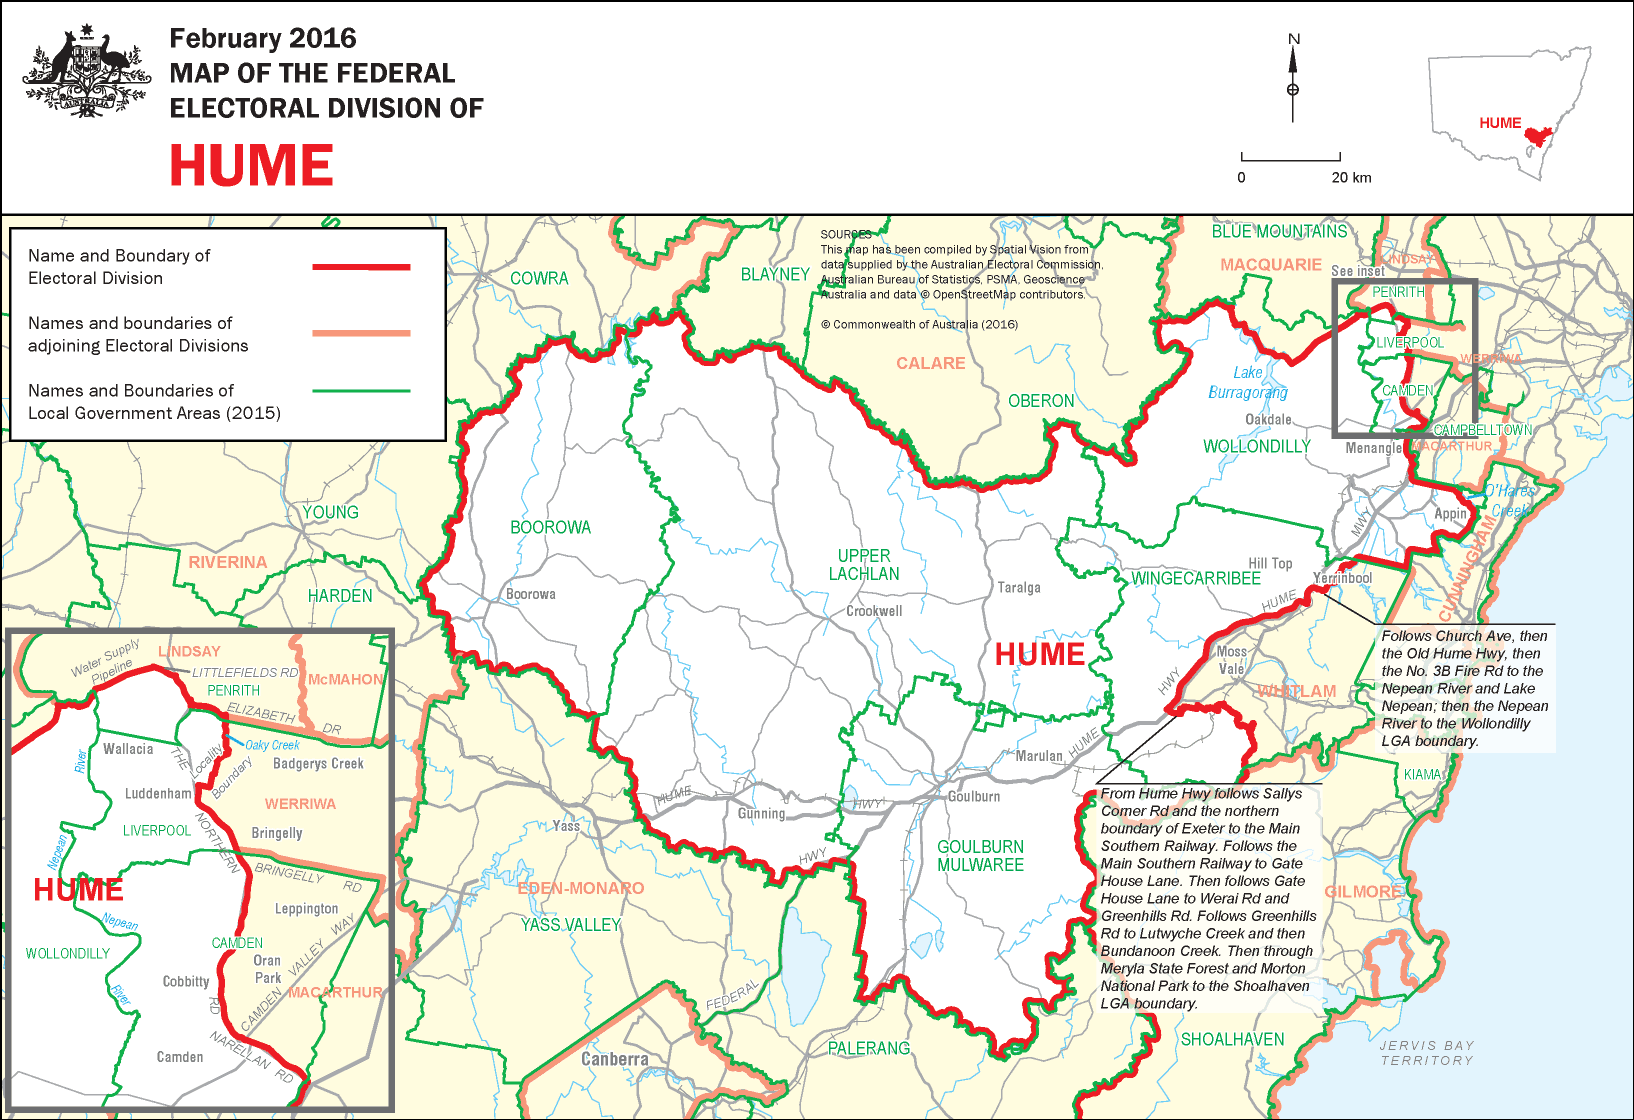 February 2016
MAP OF THE FEDERAL
ELECTORAL DIVISION OF
HUME
AUSTRALIA
N
0 20 km
HUME
Name and Boundary of
Electoral Division
Names and boundaries of
adjoining Electoral Divisions
Names and Boundaries of
Local Government Areas (2015)
SOURCES
This map has been compiled by Spatial Vision from
data supplied by the Australian Electoral Commission,
Australian Bureau of Statistics, PSMA, Geoscience
Australia and data © OpenStreetMap contributors.
© Commonwealth of Australia (2016)
COWRA
BLAYNEY
BLUE MOUNTAINS
MACQUARIE
LINDSAY
See inset
PENRITH
LIVERPOOL
WERRIWA
CALARE
OBERON
Lake
Burragorang
CAMDEN
Oakdale
CAMPBELLTOWN
WOLLONDILLY
Menangle
MACARTHUR
O'Hares
Creek
Appin
MWY
CUNNINGHAM
YOUNG
BOOROWA
RIVERINA
HARDEN
UPPER
LACHLAN
Boorowa
Crookwell
Taralga
WINGECARRIBEE
Hill Top
Yerrinbool
HUME
HUME
Moss
Vale
HWY
WHITLAM
Follows Church Ave, then
the Old Hume Hwy, then
the No. 3B Fire Rd to the
Nepean River and Lake
Nepean; then the Nepean
River to the Wollondilly
LGA boundary.
KIAMA
Marulan
HUME
HUME
HWY
Goulburn
Gunning
Yass
HWY
GOULBURN
MULWAREE
From Hume Hwy follows Sallys
Corner Rd and the northern
boundary of Exeter to the Main
Southern Railway. Follows the
Main Southern Railway to Gate
House Lane. Then follows Gate
House Lane to Werai Rd and
Greenhills Rd. Follows Greenhills
Rd to Lutwyche Creek and then
Bundanoon Creek. Then through
Meryla State Forest and Morton
National Park to the Shoalhaven
LGA boundary.
GILMORE
EDEN-MONARO
YASS VALLEY
FEDERAL
Canberra
PALERANG
SHOALHAVEN
JERVIS BAY
TERRITORY
Water Supply
Pipeline
LINDSAY
LITTLEFIELDS RD
PENRITH
McMAHON
ELIZABETH DR
Oaky Creek
Wallacia
River
THE
Locality
Boundary
Badgerys Creek
Luddenham
WERRIWA
LIVERPOOL
NORTHERN
Bringelly
Nepean
BRINGELLY RD
HUME
Leppington
Nepean
CAMDEN
WOLLONDILLY
Oran
Park
CAMDEN VALLEY WAY
Cobbitty
River
RD
MACARTHUR
NARELLAN RD
Camden